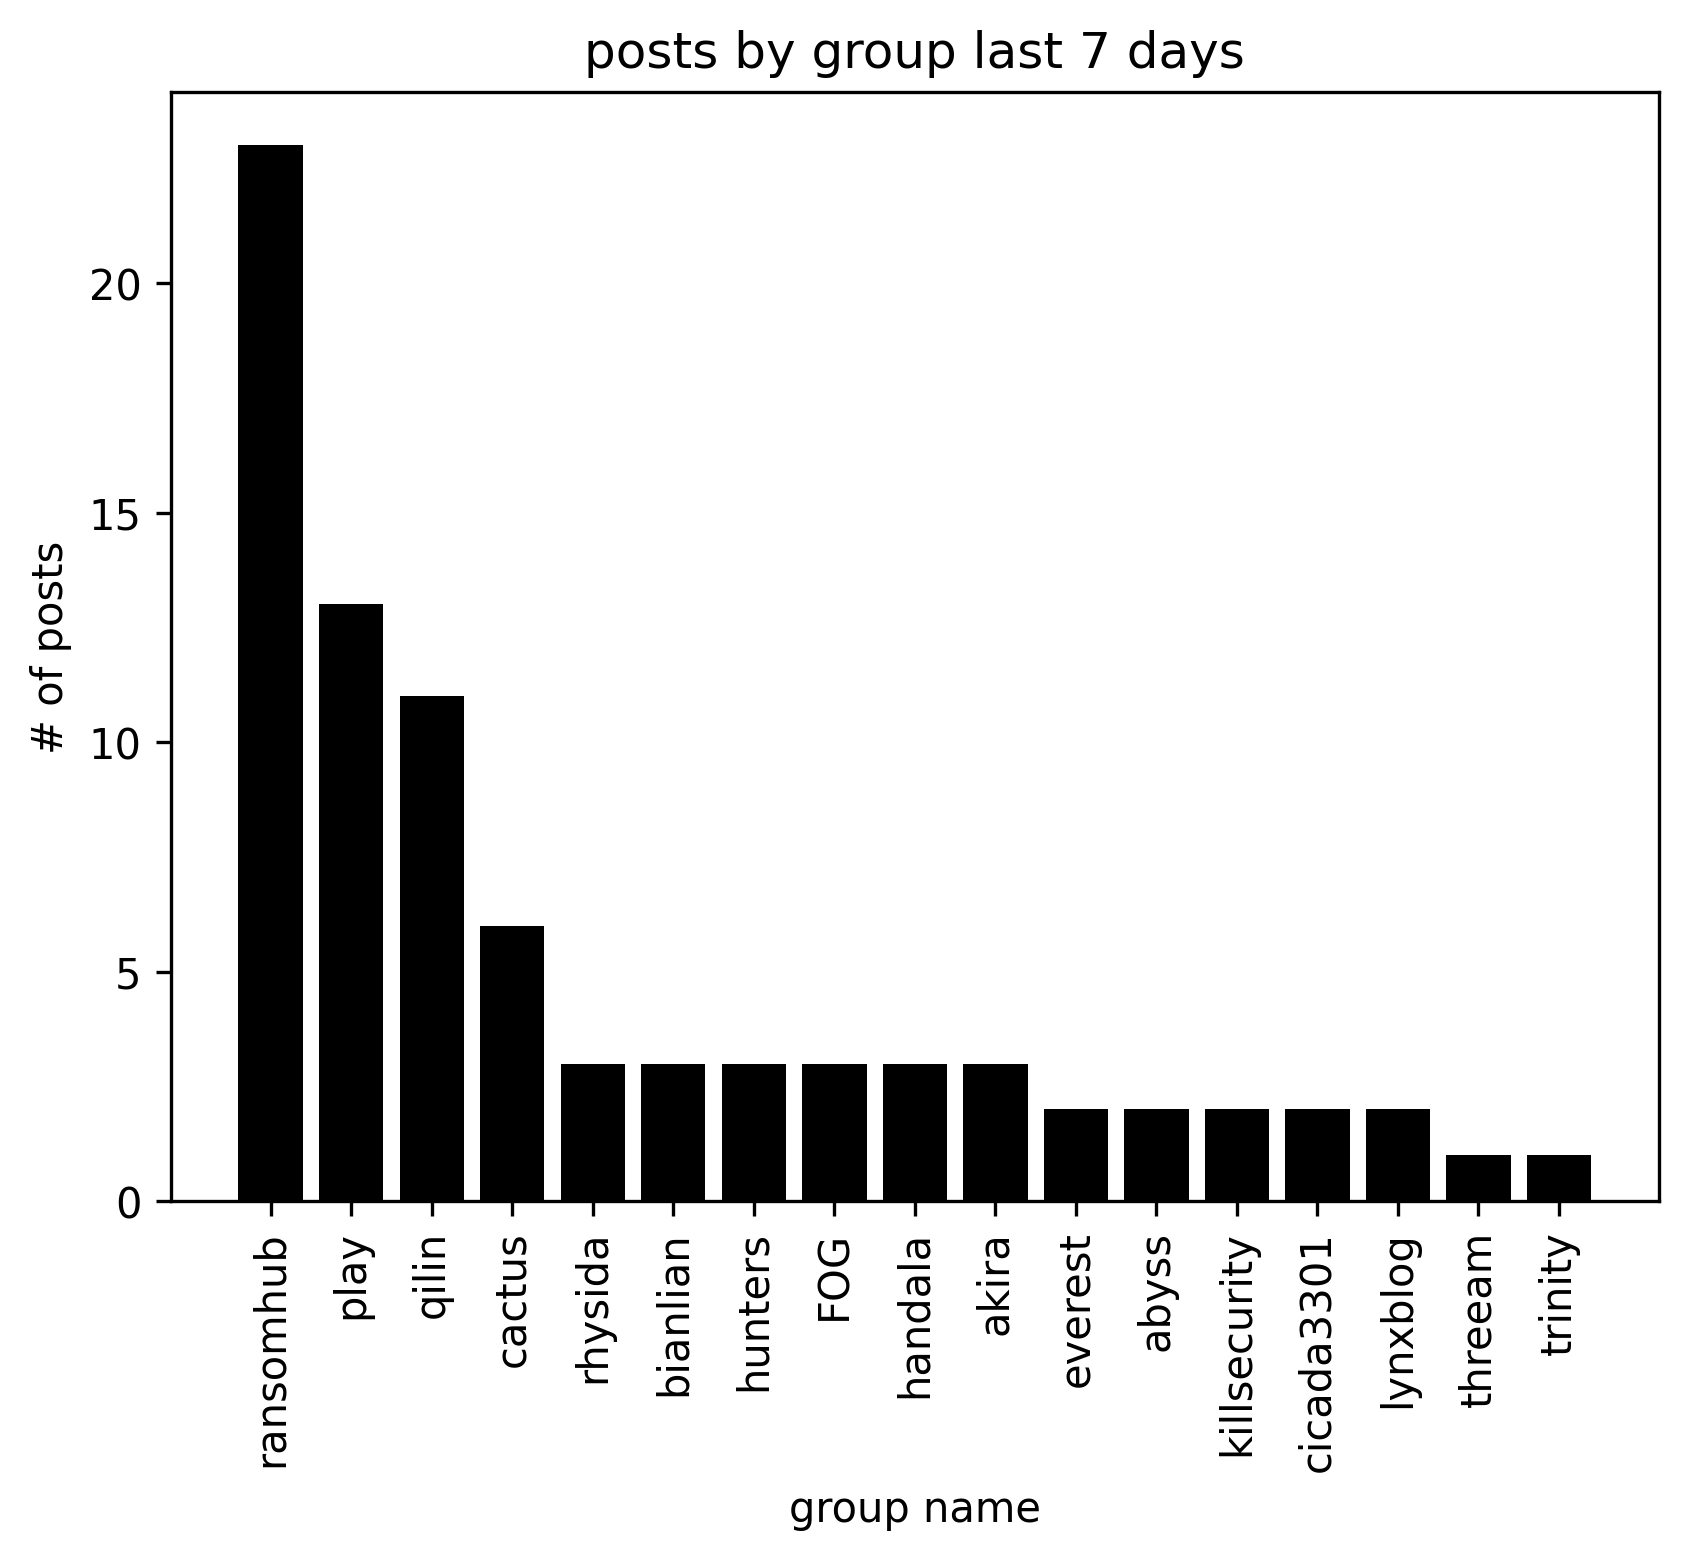 posts by group last 7 days
# of posts
20
15
10
5
0
ransomhub
play
qilin
cactus
rhysida
bianlian
hunters
FOG
handala
akira
everest
abyss
killsecurity
cicada3301
lynxblog
threeam
trinity
group name